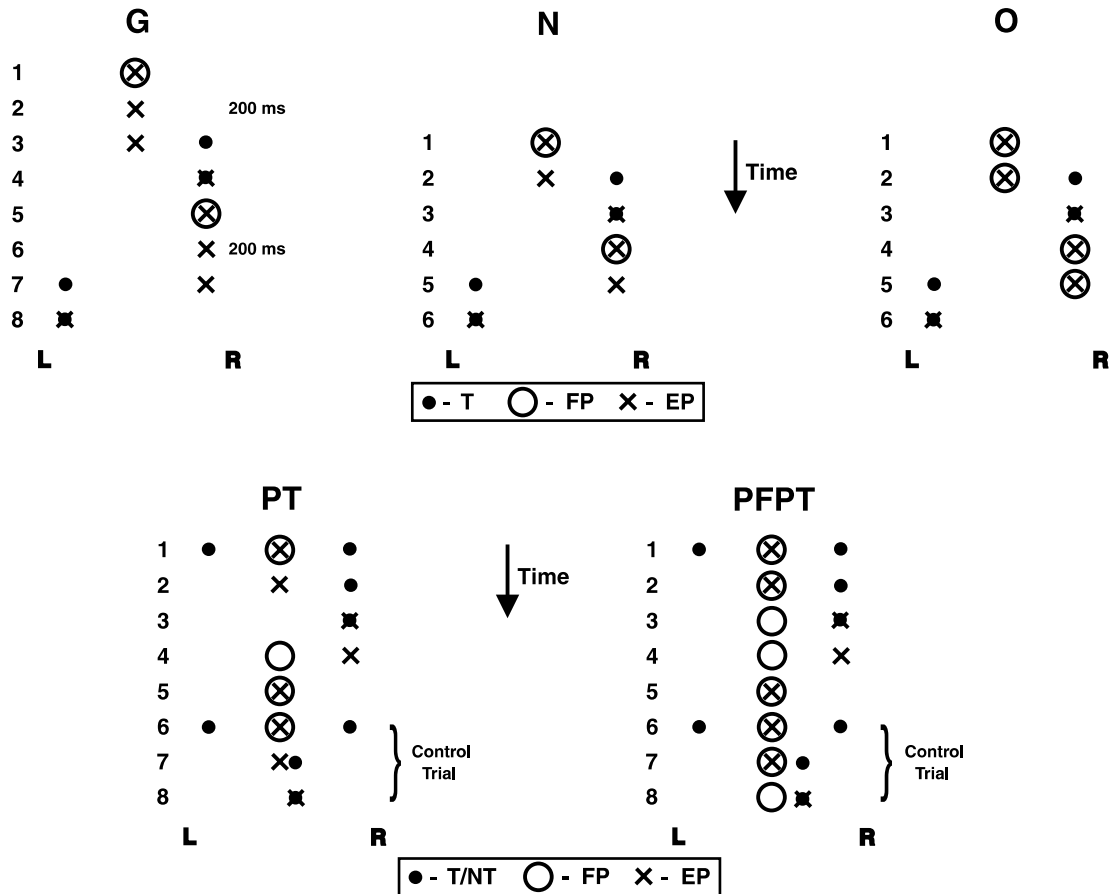 G N O
1
2 200 ms
3 1 1
4 2 Time 2
5 3 3
6 200 ms 4 4
7 5 5
8 6 6
L R L R L R
- T - FP - EP
PT PFPT
1 1
2 Time 2
3 3
4 4
5 5
6 6
7 Control Trial 7 Control Trial
8 8
L R L R
- T/NT - FP - EP